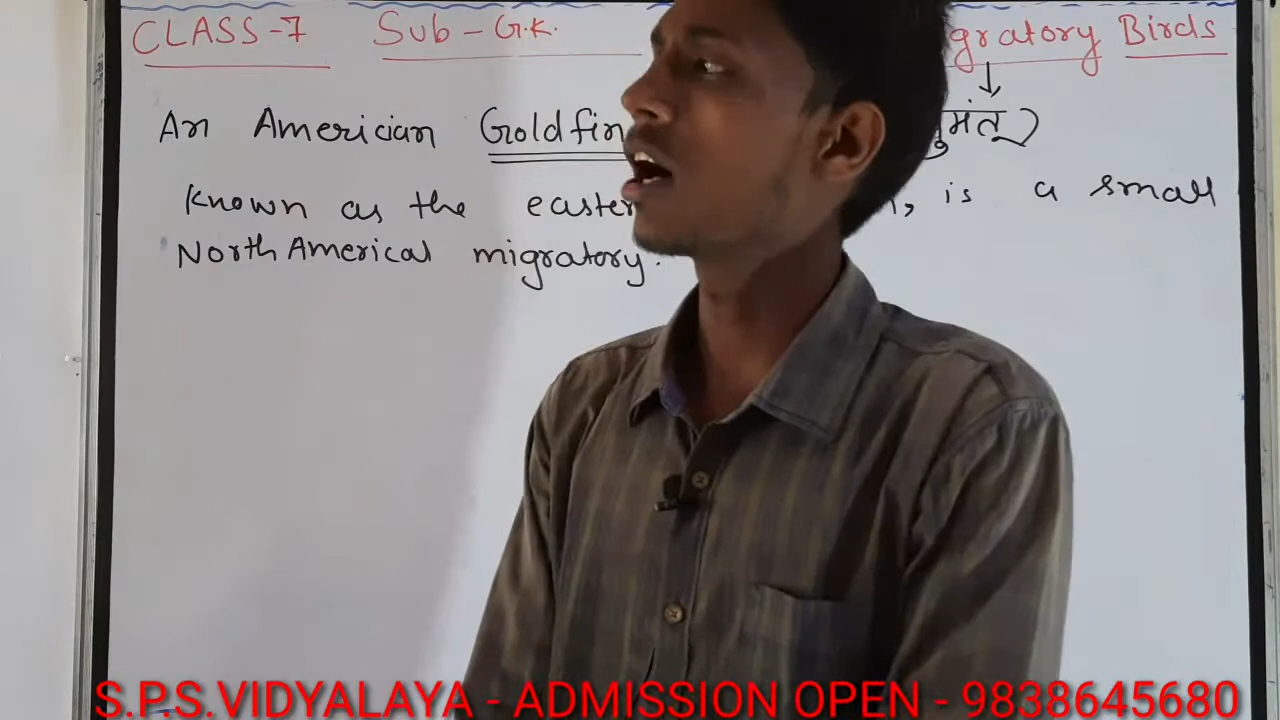 CLASS-7 Sub - G.K. gratory Birds
An Americian Goldfin ुमंतू)
known as the easter , is a small
North Americal migratory.
S.P.S.VIDYALAYA - ADMISSION OPEN - 9838645680